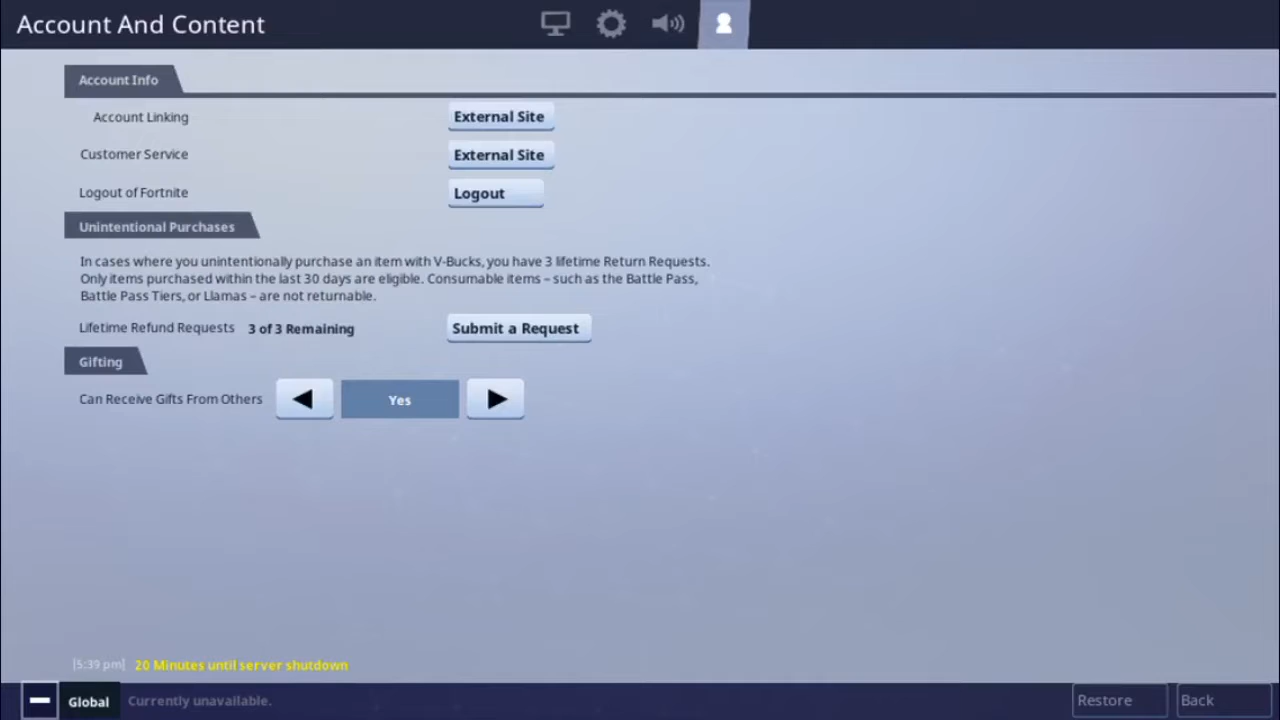 Account And Content
Account Info
Account Linking External Site
Customer Service External Site
Logout of Fortnite Logout
Unintentional Purchases
In cases where you unintentionally purchase an item with V-Bucks, you have 3 lifetime Return Requests.
Only items purchased within the last 30 days are eligible. Consumable items – such as the Battle Pass,
Battle Pass Tiers, or Llamas – are not returnable.
Lifetime Refund Requests 3 of 3 Remaining Submit a Request
Gifting
Can Receive Gifts From Others Yes
[5:39 pm] 20 Minutes until server shutdown
Global Currently unavailable. Restore Back